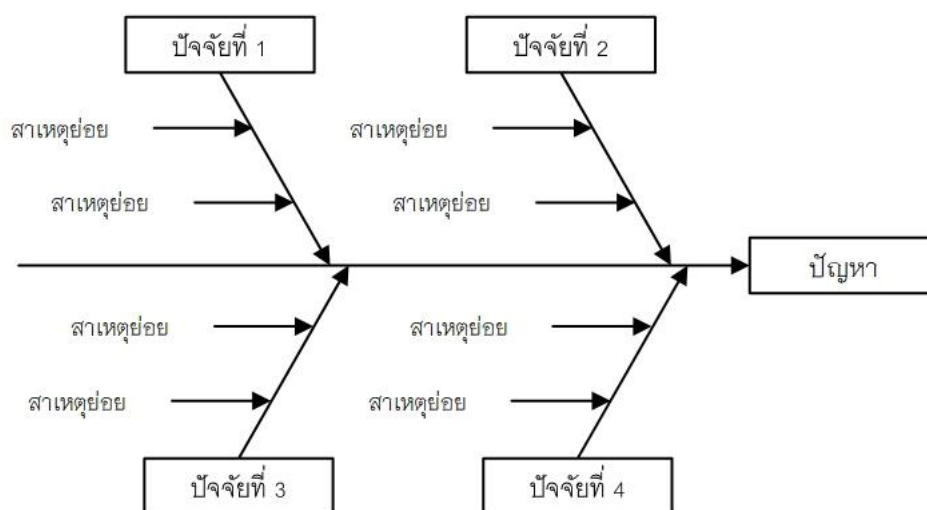 ปัจจัยที่ 1
ปัจจัยที่ 2
สาเหตุย่อย
สาเหตุย่อย
สาเหตุย่อย
สาเหตุย่อย
ปัญหา
สาเหตุย่อย
สาเหตุย่อย
สาเหตุย่อย
สาเหตุย่อย
ปัจจัยที่ 3
ปัจจัยที่ 4